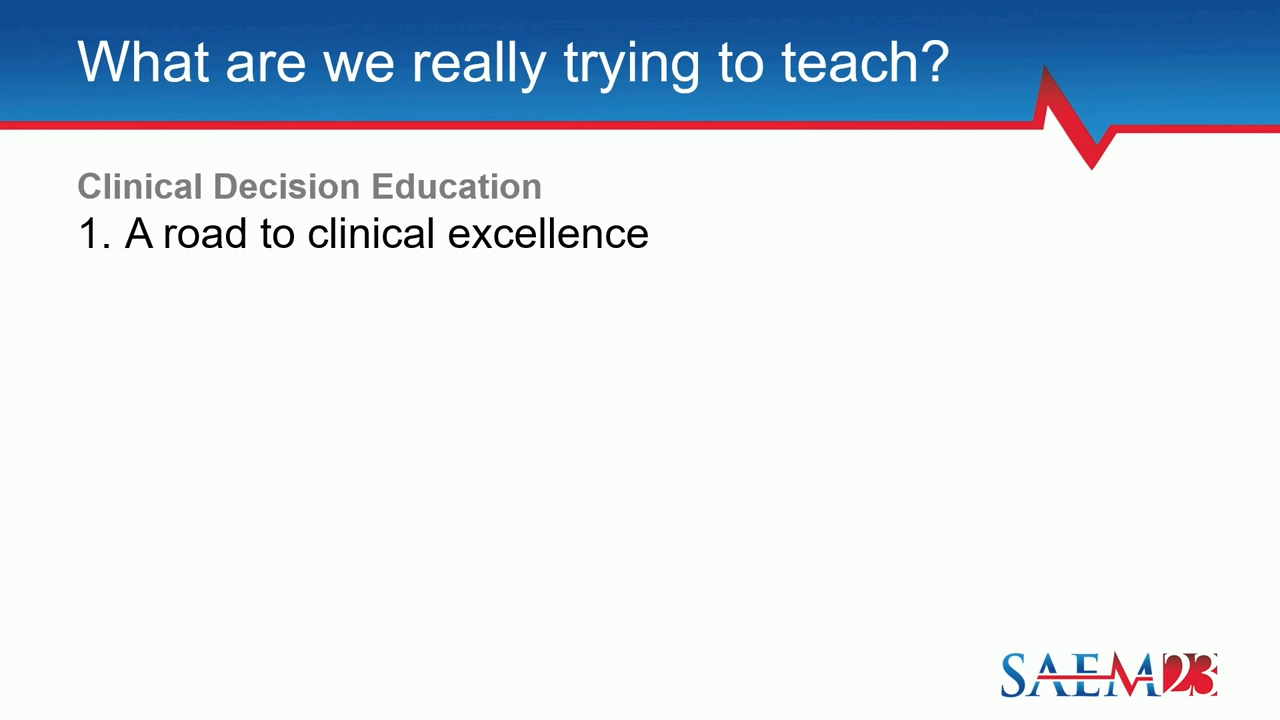 What are we really trying to teach?
Clinical Decision Education
1. A road to clinical excellence
SAEM23